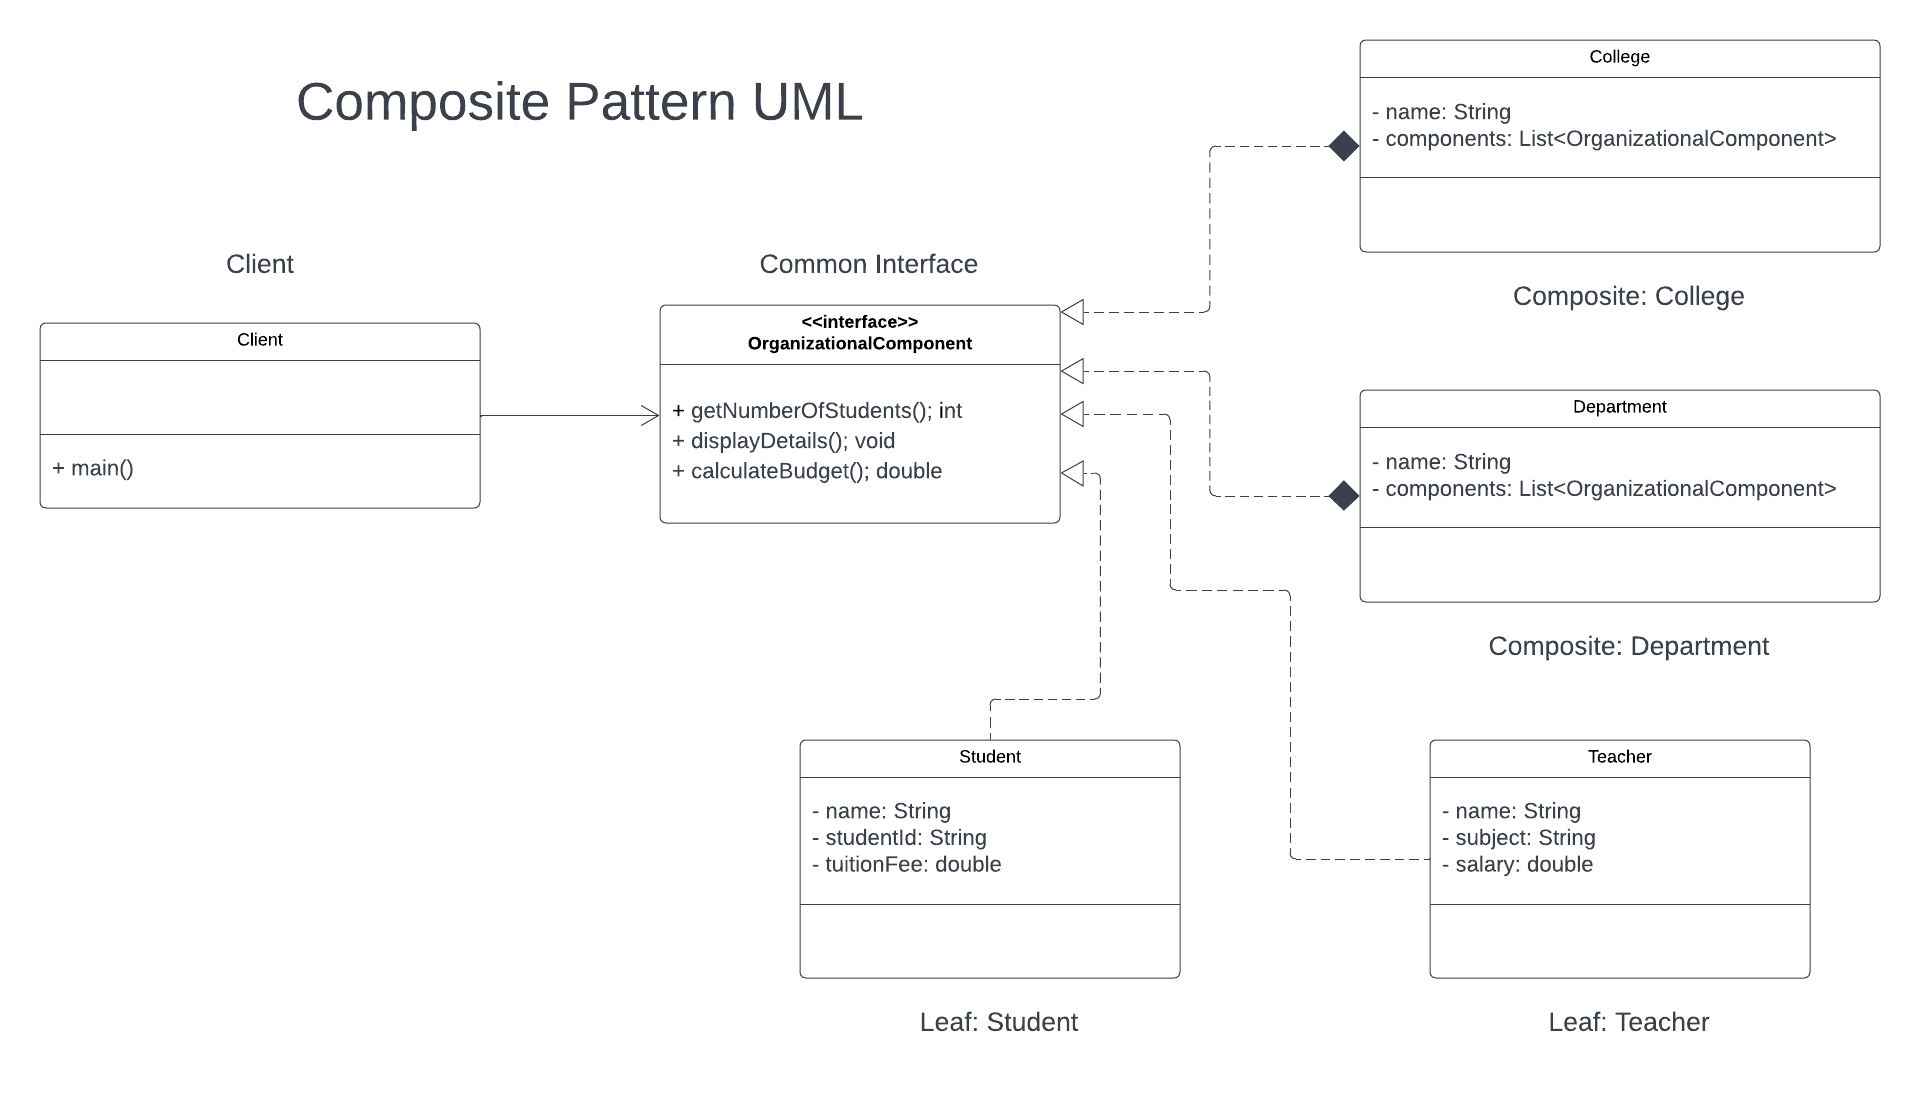 Composite Pattern UML
Client
Client
+ main()
Common Interface
<<interface>>
OrganizationalComponent
+ getNumberOfStudents(); int
+ displayDetails(); void
+ calculateBudget(); double
College
- name: String
- components: List<OrganizationalComponent>
Composite: College
Department
- name: String
- components: List<OrganizationalComponent>
Composite: Department
Student
- name: String
- studentId: String
- tuitionFee: double
Leaf: Student
Teacher
- name: String
- subject: String
- salary: double
Leaf: Teacher